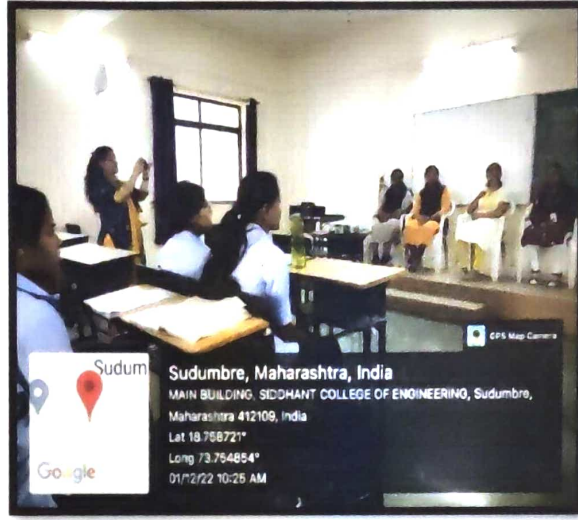 GPS Map Camera
Sudum
Google
Sudumbre, Maharashtra, India
MAIN BUILDING, SIDDHANT COLLEGE OF ENGINEERING, Sudumbre,
Maharashtra 412109, India
Lat 18.758721°
Long 73.754854°
01/12/22 10:25 AM